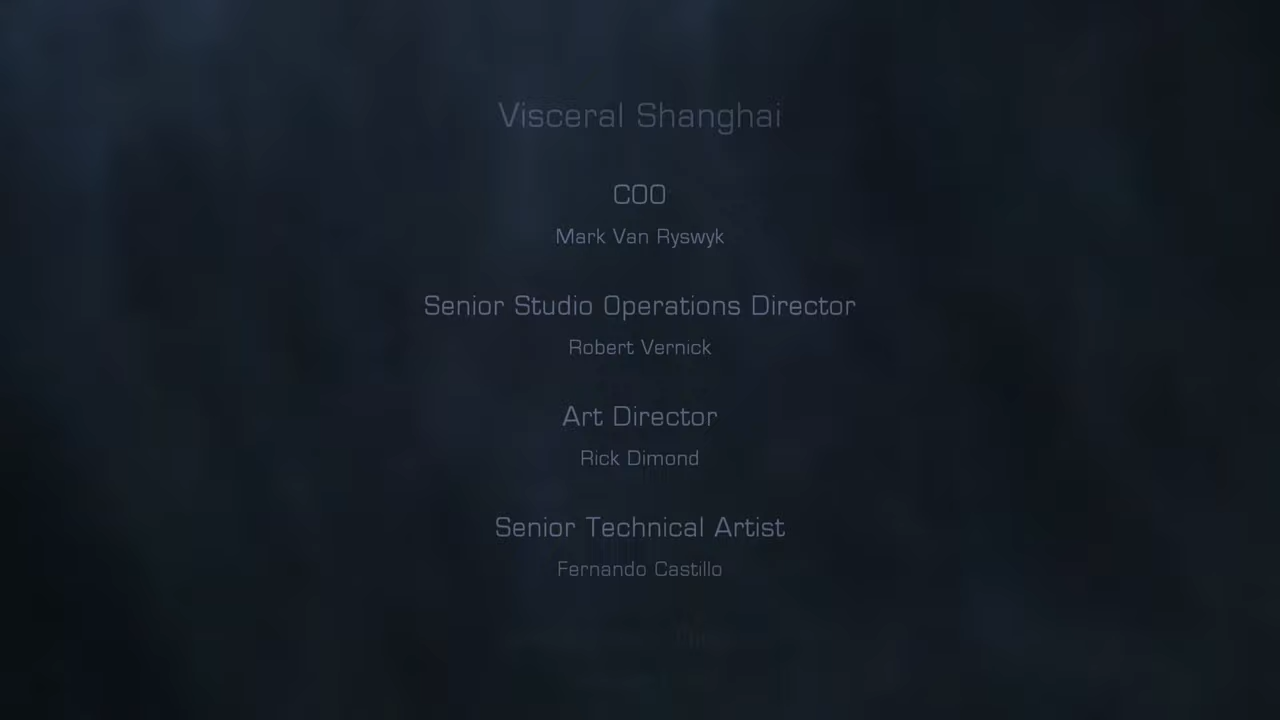 Visceral Shanghai
COO
Mark Van Ryswyk
Senior Studio Operations Director
Robert Vernick
Art Director
Rick Dimond
Senior Technical Artist
Fernando Castillo